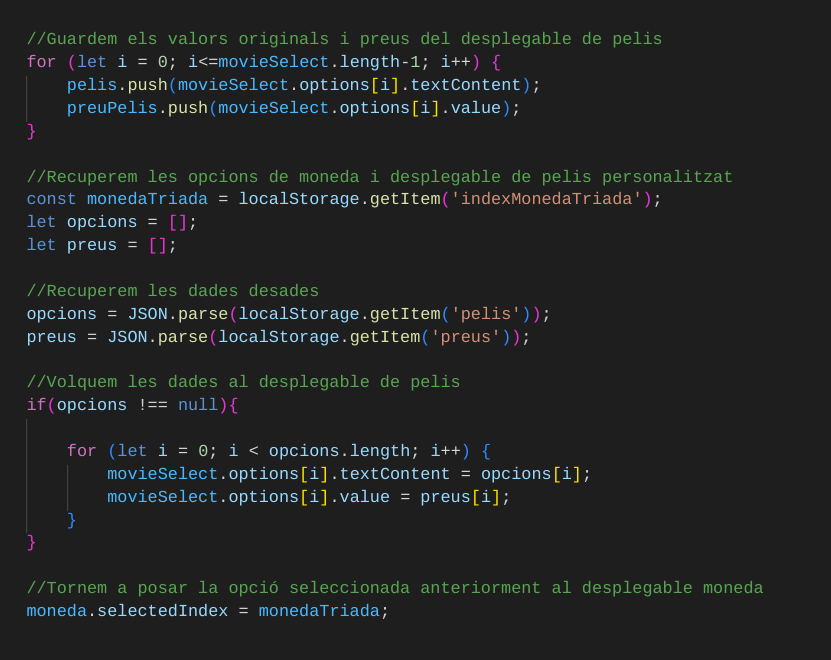 //Guardem els valors originals i preus del desplegable de pelis
for (let i = 0; i<=movieSelect.length-1; i++) {
    pelis.push(movieSelect.options[i].textContent);
    preuPelis.push(movieSelect.options[i].value);
}

//Recuperem les opcions de moneda i desplegable de pelis personalitzat
const monedaTriada = localStorage.getItem('indexMonedaTriada');
let opcions = [];
let preus = [];

//Recuperem les dades desades
opcions = JSON.parse(localStorage.getItem('pelis'));
preus = JSON.parse(localStorage.getItem('preus'));

//Volquem les dades al desplegable de pelis
if(opcions !== null){

    for (let i = 0; i < opcions.length; i++) {
        movieSelect.options[i].textContent = opcions[i];
        movieSelect.options[i].value = preus[i];
    }
}

//Tornem a posar la opció seleccionada anteriorment al desplegable moneda
moneda.selectedIndex = monedaTriada;